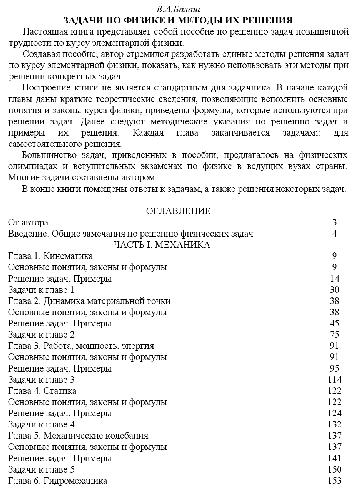 В.А.Балаш
ЗАДАЧИ ПО ФИЗИКЕ И МЕТОДЫ ИХ РЕШЕНИЯ
Настоящая книга представляет собой пособие по решению задач повышенной
трудности по курсу элементарной физики.
Создавая пособие, автор стремился разработать единые методы решения задач
по курсу элементарной физики, показать, как нужно использовать эти методы при
решении конкретных задач.
Построение книги не является стандартным для задачника. В начале каждой
главы даны краткие теоретические сведения, позволяющие вспомнить основные
понятия и законы курса физики, приведены формулы, которые используются при
решении задач. Далее следуют методические указания по решению задач и
примеры их решения. Каждая глава заканчивается задачами для
самостоятельного решения.
Большинство задач, приведенных в пособии, предлагалось на физических
олимпиадах и вступительных экзаменах по физике в ведущих вузах страны.
Многие задачи составлены автором.
В конце книги помещены ответы к задачам, а также решения некоторых задач.
ОГЛАВЛЕНИЕ
От автора 3
Введение. Общие замечания по решению физических задач 4
ЧАСТЬ I. МЕХАНИКА
Глава 1. Кинематика 9
Основные понятия, законы и формулы 9
Решение задач. Примеры 14
Задачи к главе 1 30
Глава 2. Динамика материальной точки 38
Основные понятия, законы и формулы 38
Решение задач. Примеры 45
Задачи к главе 2 75
Глава 3. Работа, мощность, энергия 91
Основные понятия, законы и формулы 91
Решение задач. Примеры 95
Задачи к главе 3 114
Глава 4. Статика 122
Основные понятия, законы и формулы 122
Решение задач. Примеры 124
Задачи к главе 4 132
Глава 5. Механические колебания 137
Основные понятия, законы и формулы 137
Решение задач. Примеры 141
Задачи к главе 5 150
Глава 6. Гидромеханика 153